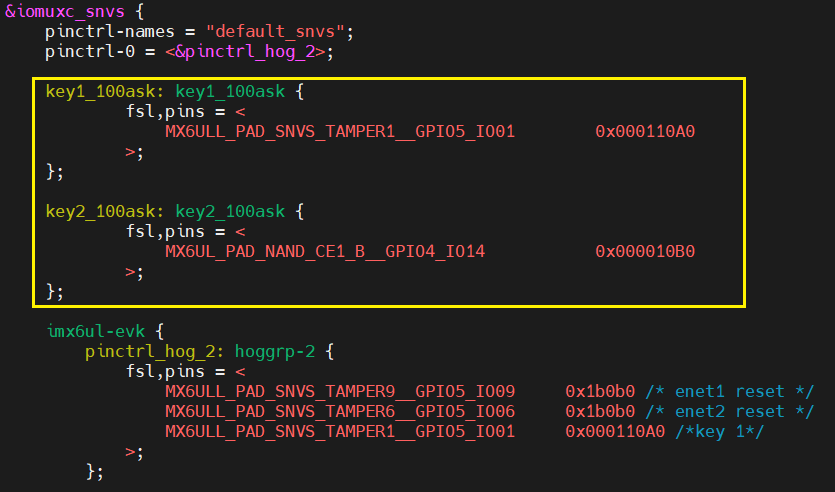 &iomuxc_snvs {
pinctrl-names = "default_snvs";
pinctrl-0 = <&pinctrl_hog_2>;
key1_100ask: key1_100ask {
fsl,pins = <
MX6ULL_PAD_SNVS_TAMPER1__GPIO5_IO01 0x000110A0
>;
};
key2_100ask: key2_100ask {
fsl,pins = <
MX6UL_PAD_NAND_CE1_B__GPIO4_IO14 0x000010B0
>;
};
imx6ul-evk {
pinctrl_hog_2: hoggrp-2 {
fsl,pins = <
MX6ULL_PAD_SNVS_TAMPER9__GPIO5_IO09 0x1b0b0 /* enet1 reset */
MX6ULL_PAD_SNVS_TAMPER6__GPIO5_IO06 0x1b0b0 /* enet2 reset */
MX6ULL_PAD_SNVS_TAMPER1__GPIO5_IO01 0x000110A0 /*key 1*/
>;
};